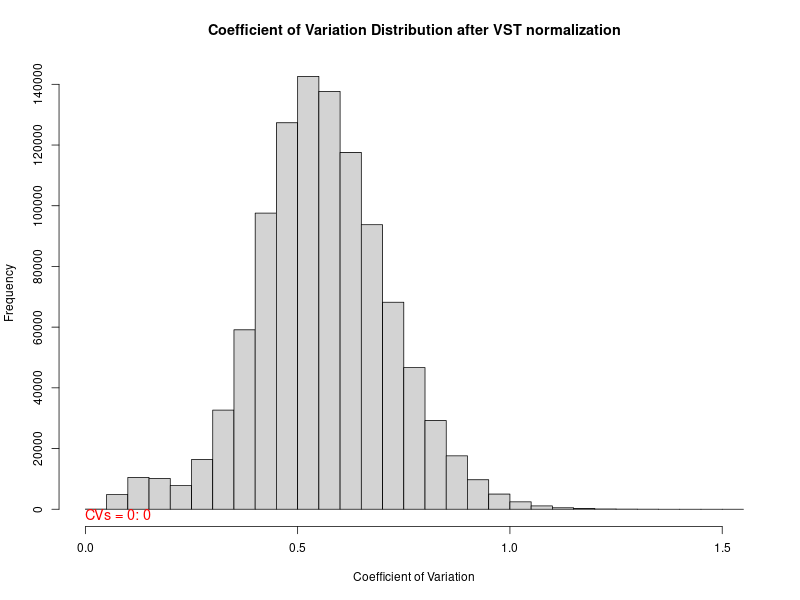 Coefficient of Variation Distribution after VST normalization
Frequency
140000
120000
100000
80000
60000
40000
20000
0
CVs = 0: 0
0.0 0.5 1.0 1.5
Coefficient of Variation